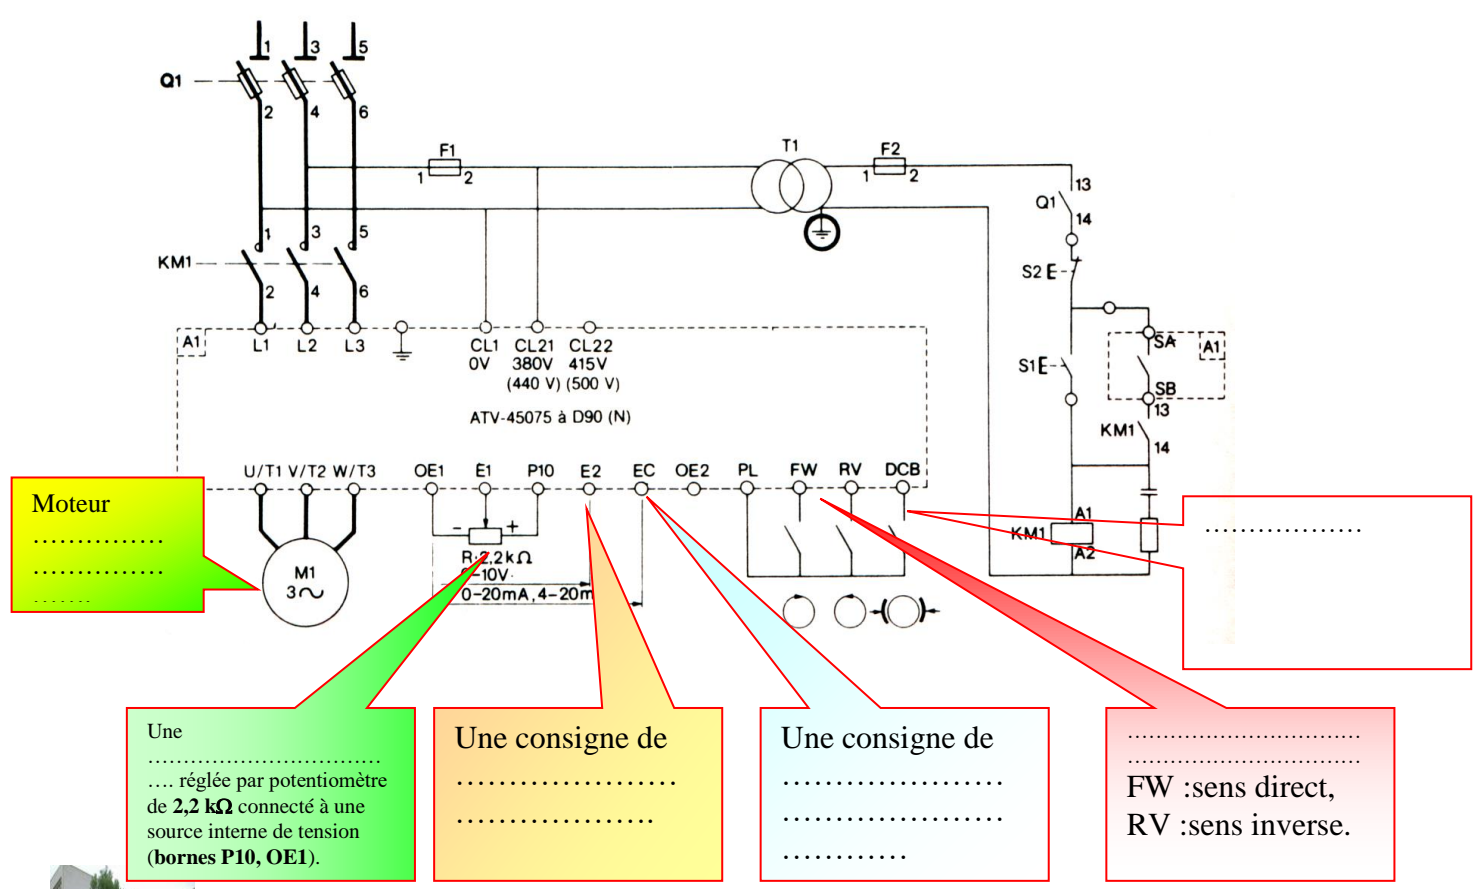 1 3 5
Q1
2 4 6
F1
1 2
T1
F2
1 2
13
Q1
14
1 3 5
KM1
2 4 6
S2 E
A1
L1 L2 L3
CL1 CL21 CL22
0V 380V 415V
(440 V) (500 V)
ATV-45075 à D90 (N)
S1 E
SA
A1
SB
13
KM1
14
U/T1 V/T2 W/T3
OE1 E1 P10 E2 EC OE2 PL FW RV DCB
Moteur
……………
……………
…….
- +
R: 2,2 kΩ
-10V
0-20mA, 4-20m
M1
3~
A1
KM1
A2
………………
Une
……………………………
…. réglée par potentiomètre
de 2,2 kΩ connecté à une
source interne de tension
(bornes P10, OE1).
Une consigne de
…………………
……………….
Une consigne de
…………………
…………………
…………
……………………………
……………………………
FW :sens direct,
RV :sens inverse.